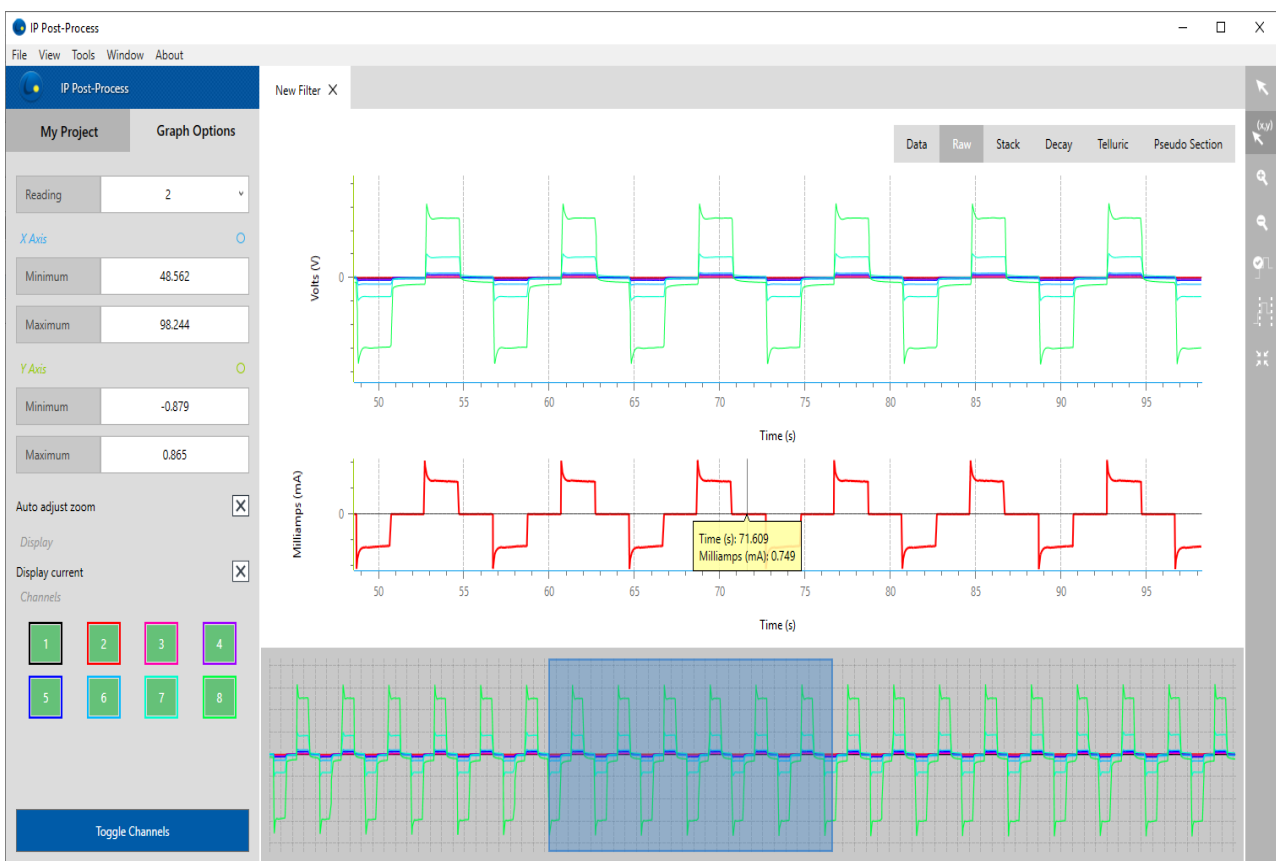 IP Post-Process
File View Tools Window About
IP Post-Process
My Project Graph Options
Reading 2
X Axis
Minimum 48.562
Maximum 98.244
Y Axis
Minimum -0.879
Maximum 0.865
Auto adjust zoom X
Display
Display current X
Channels
1 2 3 4
5 6 7 8
Toggle Channels
New Filter X
Data Raw Stack Decay Telluric Pseudo Section
Volts (V)
0
50 55 60 65 70 75 80 85 90 95
Time (s)
Milliamps (mA)
0
Time (s): 71.609
Milliamps (mA): 0.749
50 55 60 65 70 75 80 85 90 95
Time (s)
(x,y)